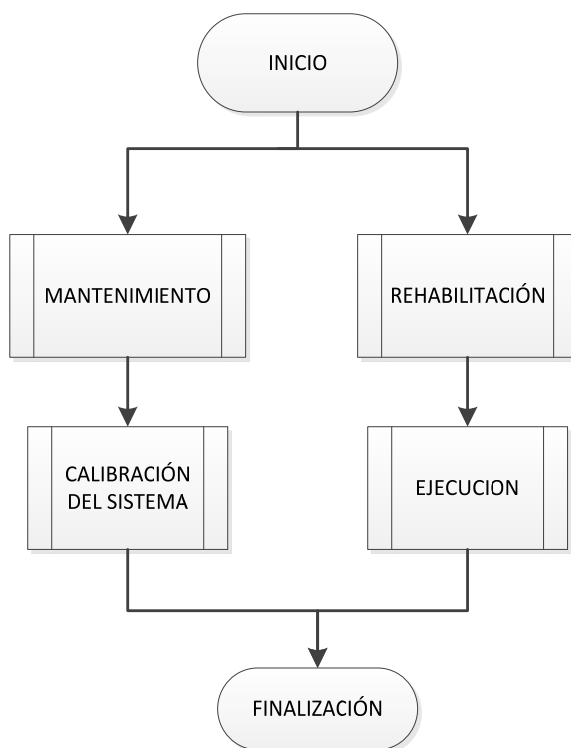 INICIO
MANTENIMIENTO
REHABILITACIÓN
CALIBRACIÓN
DEL SISTEMA
EJECUCION
FINALIZACIÓN